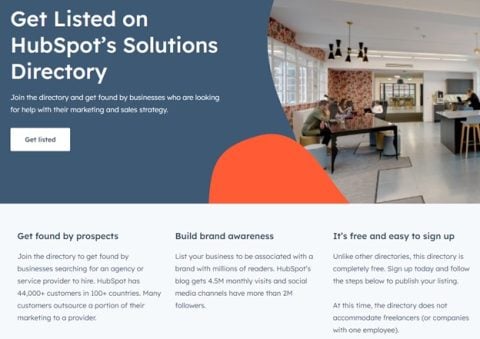 Get Listed on
HubSpot's Solutions
Directory
Join the directory and get found by businesses who are looking
for help with their marketing and sales strategy.
Get listed
Get found by prospects
Join the directory to get found by
businesses searching for an agency or
service provider to hire. HubSpot has
44,000+ customers in 100+ countries. Many
customers outsource a portion of their
marketing to a provider.
Build brand awareness
List your business to be associated with a
brand with millions of readers. HubSpot's
blog gets 4.5M monthly visits and social
media channels have more than 2M
followers.
It's free and easy to sign up
Unlike other directories, this directory is
completely free. Sign up today and follow
the steps below to publish your listing.
At this time, the directory does not
accommodate freelancers (or companies
with one employee).